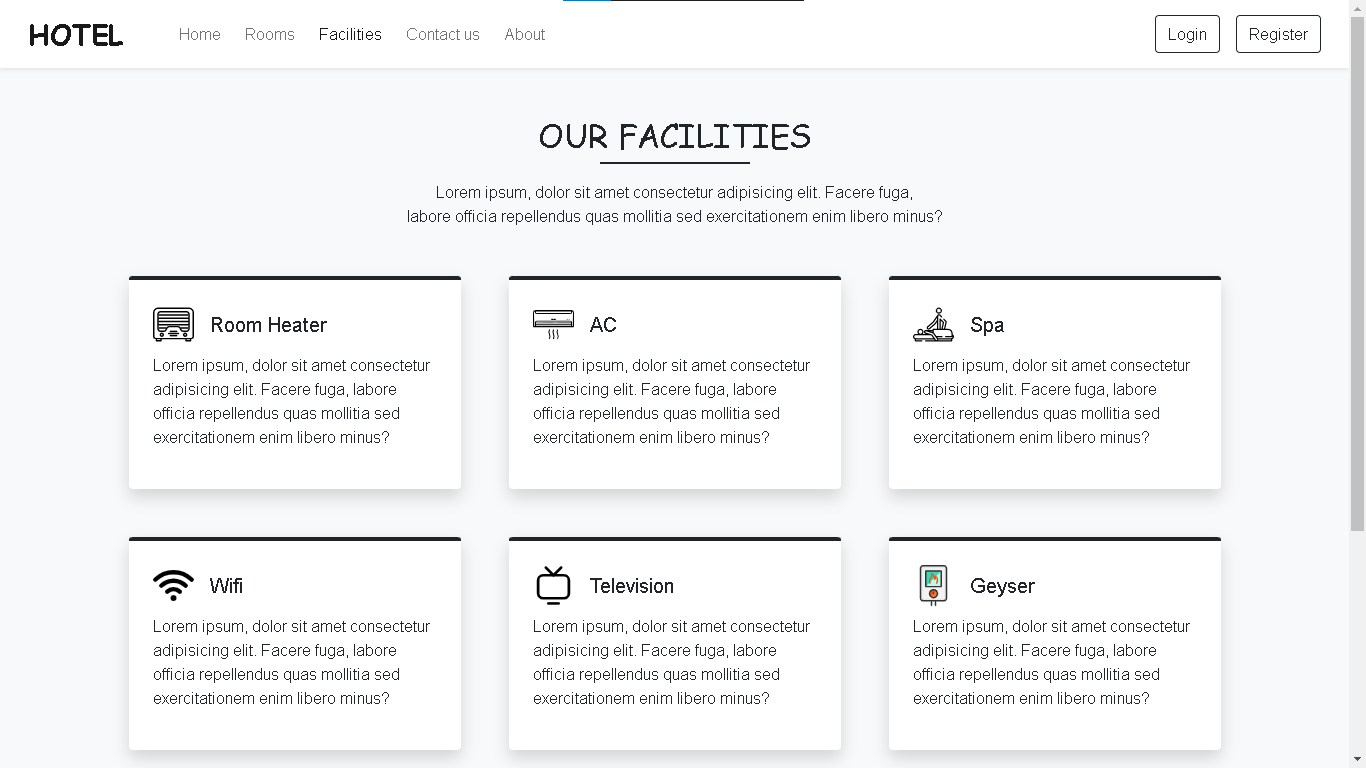 HOTEL
Home Rooms Facilities Contact us About
Login Register
OUR FACILITIES
Lorem ipsum, dolor sit amet consectetur adipisicing elit. Facere fuga,
labore officia repellendus quas mollitia sed exercitationem enim libero minus?
Room Heater
Lorem ipsum, dolor sit amet consectetur
adipisicing elit. Facere fuga, labore
officia repellendus quas mollitia sed
exercitationem enim libero minus?
AC
Lorem ipsum, dolor sit amet consectetur
adipisicing elit. Facere fuga, labore
officia repellendus quas mollitia sed
exercitationem enim libero minus?
Spa
Lorem ipsum, dolor sit amet consectetur
adipisicing elit. Facere fuga, labore
officia repellendus quas mollitia sed
exercitationem enim libero minus?
Wifi
Lorem ipsum, dolor sit amet consectetur
adipisicing elit. Facere fuga, labore
officia repellendus quas mollitia sed
exercitationem enim libero minus?
Television
Lorem ipsum, dolor sit amet consectetur
adipisicing elit. Facere fuga, labore
officia repellendus quas mollitia sed
exercitationem enim libero minus?
Geyser
Lorem ipsum, dolor sit amet consectetur
adipisicing elit. Facere fuga, labore
officia repellendus quas mollitia sed
exercitationem enim libero minus?